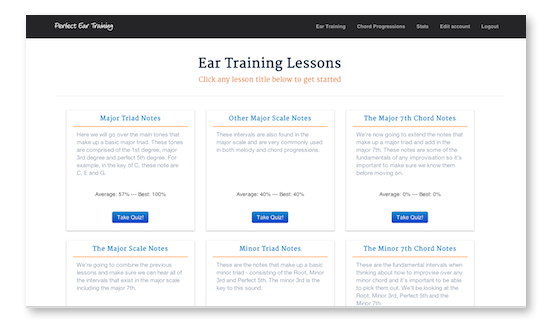 Perfect Ear Training
Ear Training Chord Progressions Stats Edit account Logout
Ear Training Lessons
Click any lesson title below to get started
Major Triad Notes
Here we will go over the main tones that
make up a basic major triad. These tones
are comprised of the 1st degree, major
3rd degree and perfect 5th degree. For
example, in the key of C, these note are
C, E and G.
Average: 57% — Best: 100%
Take Quiz!
Other Major Scale Notes
These intervals are also found in the
major scale and are very commonly used
in both melody and chord progressions.
Average: 40% — Best: 40%
Take Quiz!
The Major 7th Chord Notes
We're now going to extend the notes that
make up a major triad and add in the
major 7th. These notes are some of the
fundamentals of any improvisation so it's
important to make sure we know them
before moving on.
Average: 0% — Best: 0%
Take Quiz!
The Major Scale Notes
We're going to combine the previous
lessons and make sure we can hear all of
the intervals that exist in the major scale
including the major 7th.
Minor Triad Notes
These are the notes that make up a basic
minor triad - consisting of the Root, Minor
3rd and Perfect 5th. The minor 3rd is the
key to this sound.
The Minor 7th Chord Notes
These are the fundamental intervals when
thinking about how to improvise over any
minor chord and it's important to be able
to pick them out. We'll be looking at the
Root, Minor 3rd, Perfect 5th and the
Minor 7th.